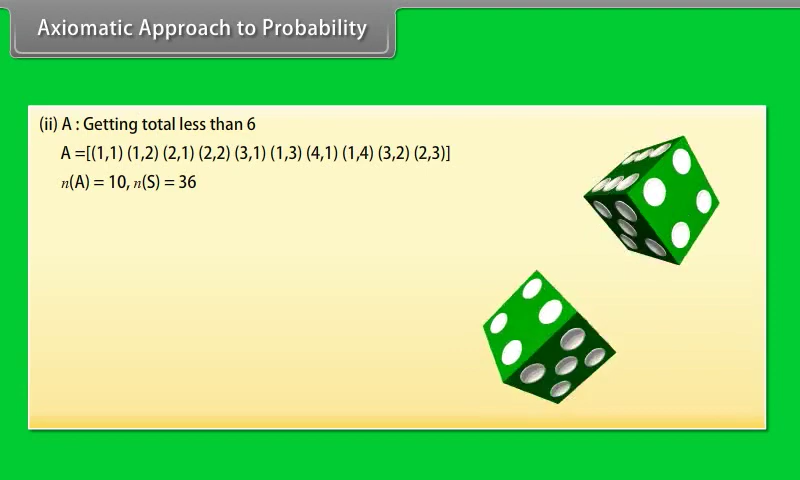 Axiomatic Approach to Probability
(ii) A : Getting total less than 6
A =[(1,1) (1,2) (2,1) (2,2) (3,1) (1,3) (4,1) (1,4) (3,2) (2,3)]
n(A) = 10, n(S) = 36